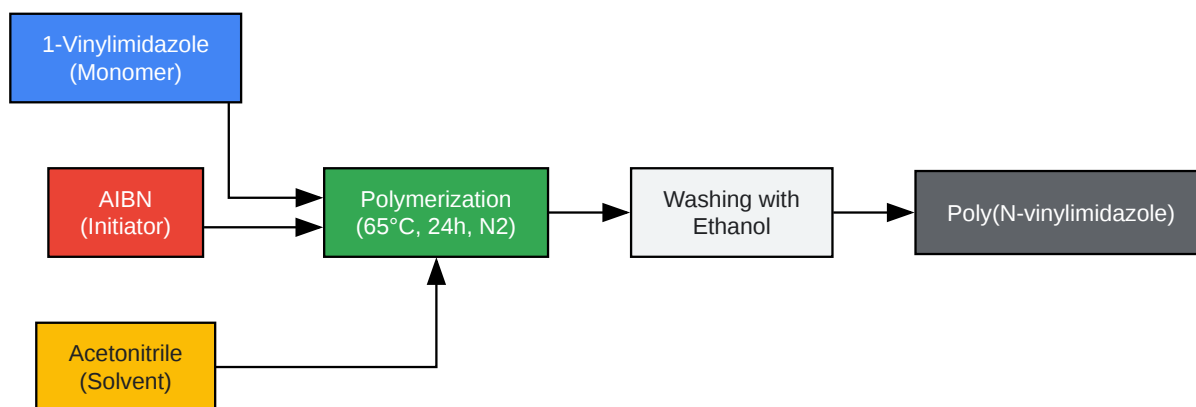 1-Vinylimidazole
(Monomer)
AIBN
(Initiator)
Polymerization
(65°C, 24h, N2)
Washing with
Ethanol
Poly(N-vinylimidazole)
Acetonitrile
(Solvent)